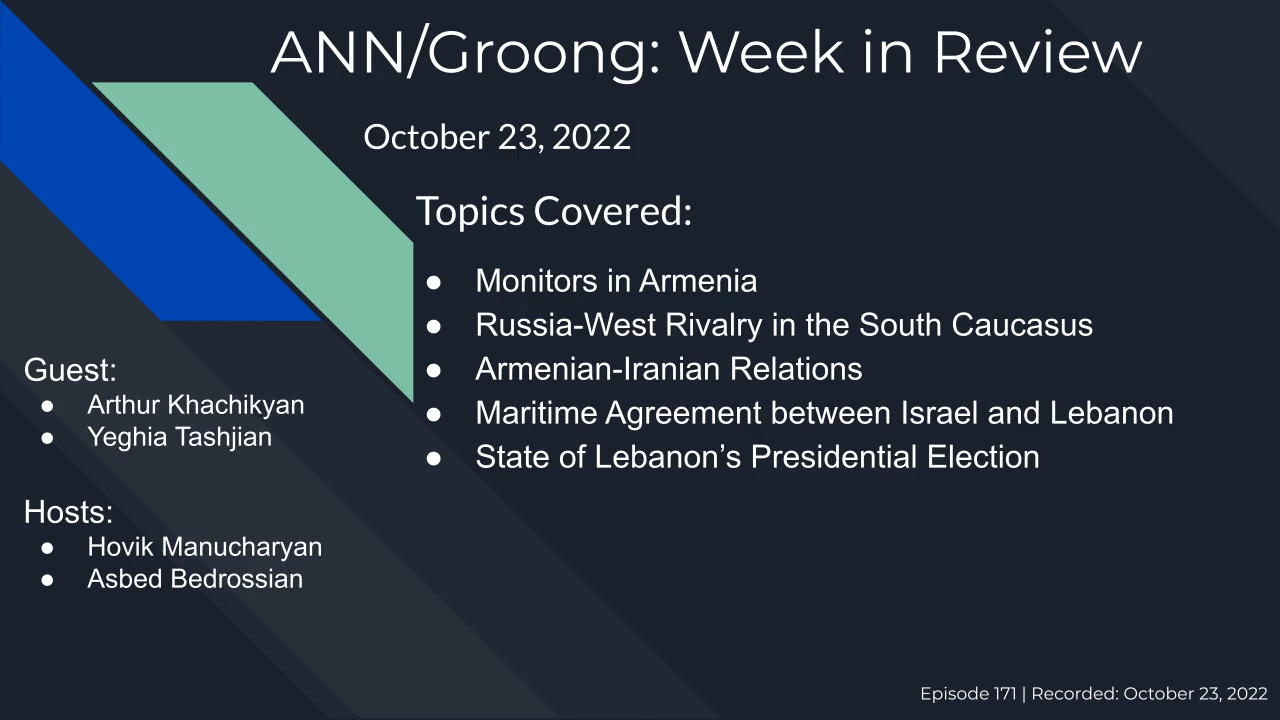 ANN/Groong: Week in Review
October 23, 2022
Topics Covered:
● Monitors in Armenia
● Russia-West Rivalry in the South Caucasus
● Armenian-Iranian Relations
● Maritime Agreement between Israel and Lebanon
● State of Lebanon’s Presidential Election
Guest:
● Arthur Khachikyan
● Yeghia Tashjian
Hosts:
● Hovik Manucharyan
● Asbed Bedrossian
Episode 171 | Recorded: October 23, 2022